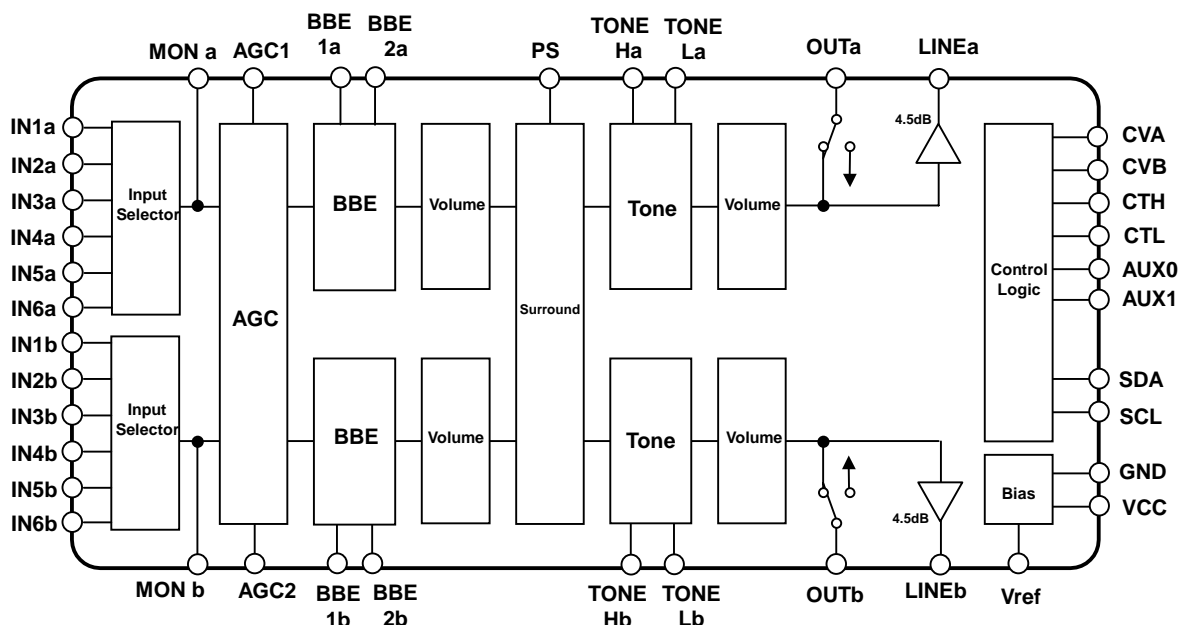 BBE
1a
BBE
2a
TONE
Ha
TONE
La
MON a
AGC1
PS
OUTa
LINEa
IN1a
IN2a
IN3a
IN4a
IN5a
IN6a
IN1b
IN2b
IN3b
IN4b
IN5b
IN6b
Input
Selector
Input
Selector
AGC
BBE
BBE
Volume
Volume
Surround
Tone
Tone
Volume
Volume
4.5dB
4.5dB
Control
Logic
Bias
CVA
CVB
CTH
CTL
AUX0
AUX1
SDA
SCL
GND
VCC
MON b
AGC2
BBE
1b
BBE
2b
TONE
Hb
TONE
Lb
OUTb
LINEb
Vref